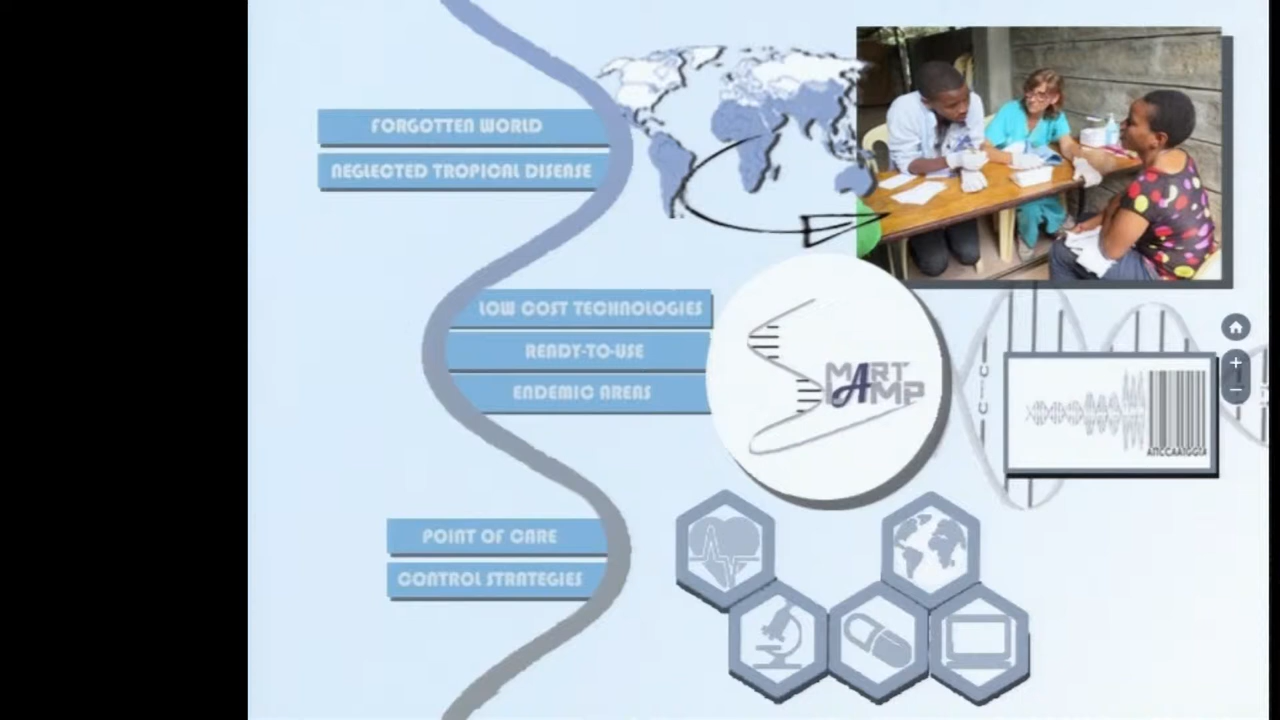 FORGOTTEN WORLD
NEGLECTED TROPICAL DISEASE
LOW COST TECHNOLOGIES
READY-TO-USE
ENDEMIC AREAS
MART
LAMP
POINT OF CARE
CONTROL STRATEGIES